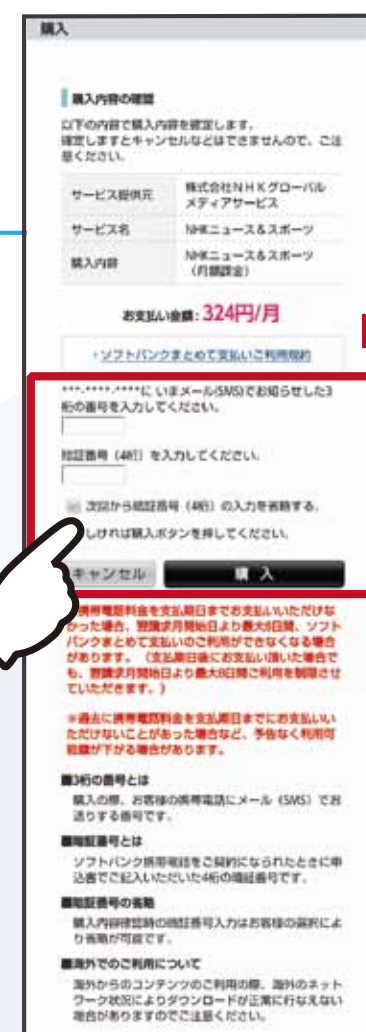 購入
購入内容の確認
以下の内容で購入内容を確定します。
確定しますとキャンセルなどはできませんので、ご注
意ください。
サービス提供元
株式会社NHKグローバル
メディアサービス
サービス名
NHKニュース&スポーツ
購入内容
NHKニュース&スポーツ
(月額課金)
お支払い金額:324円/月
›ソフトバンクまとめて支払いご利用規約
***-****-****に いまメール(SMS)でお知らせした3
桁の番号を入力してください。
暗証番号(4桁)を入力してください。
次回から暗証番号(4桁)の入力を省略する。
しければ購入ボタンを押してください。
キャンセル
購 入
携帯電話料金を支払期日までお支払いいただけな
かった場合、翌請求月開始日より最大8日間、ソフト
バンクまとめて支払いのご利用ができなくなる場合
があります。(支払期日後にお支払い頂いた場合で
も、翌請求月開始日より最大8日間ご利用を制限させ
ていただきます。)
※過去に携帯電話料金を支払期日までにお支払いい
ただけないことがあった場合など、予告なく利用可
能額が下がる場合があります。
■3桁の番号とは
購入の際、お客様の携帯電話にメール(SMS)でお
送りする番号です。
■暗証番号とは
ソフトバンク携帯電話をご契約になられたときに申
込書でご記入いただいた4桁の暗証番号です。
■暗証番号の省略
購入内容確認時の暗証番号入力はお客様の選択によ
り省略が可能です。
■海外でのご利用について
海外からのコンテンツのご利用の際、海外のネット
ワーク状況によりダウンロードが正常に行なえない
場合がありますのでご注意ください。